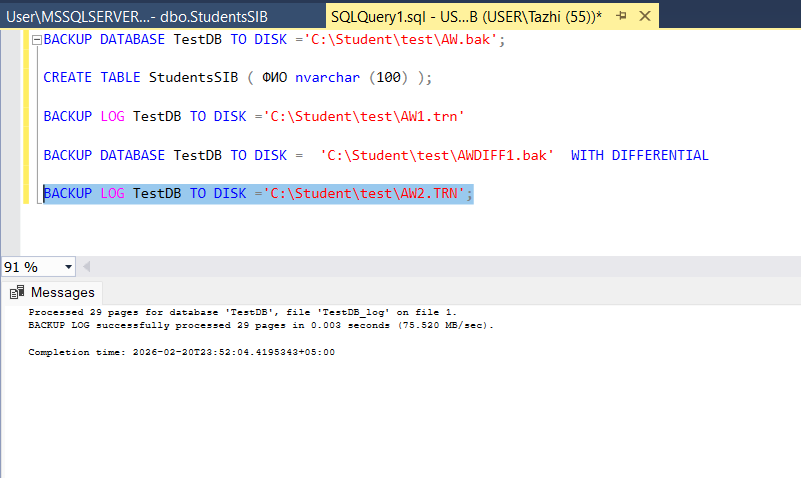 User\MSSQLSERVER...- dbo.StudentsSIB
SQLQuery1.sql - US...B (USER\Tazhi (55))*
BACKUP DATABASE TestDB TO DISK ='C:\Student\test\AW.bak';
CREATE TABLE StudentsSIB ( ФИО nvarchar (100) );
BACKUP LOG TestDB TO DISK ='C:\Student\test\AW1.trn'
BACKUP DATABASE TestDB TO DISK =  'C:\Student\test\AWDIFF1.bak'  WITH DIFFERENTIAL
BACKUP LOG TestDB TO DISK ='C:\Student\test\AW2.TRN';
91 %
Messages
Processed 29 pages for database 'TestDB', file 'TestDB_log' on file 1.
BACKUP LOG successfully processed 29 pages in 0.003 seconds (75.520 MB/sec).
Completion time: 2026-02-20T23:52:04.4195343+05:00